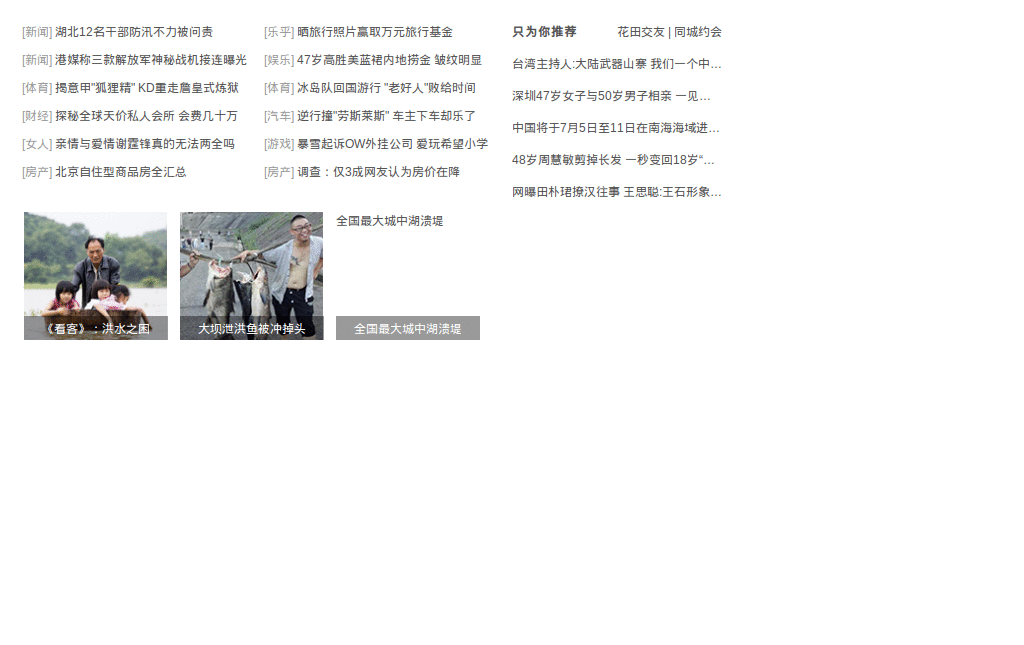 [新闻] 湖北12名干部防汛不力被问责
[新闻] 港媒称三款解放军神秘战机接连曝光
[体育] 揭意甲"狐狸精" KD重走詹皇式炼狱
[财经] 探秘全球天价私人会所 会费几十万
[女人] 亲情与爱情谢霆锋真的无法两全吗
[房产] 北京自住型商品房全汇总
[乐乎] 晒旅行照片赢取万元旅行基金
[娱乐] 47岁高胜美蓝裙内地捞金 皱纹明显
[体育] 冰岛队回国游行 "老好人"败给时间
[汽车] 逆行撞"劳斯莱斯" 车主下车却乐了
[游戏] 暴雪起诉OW外挂公司 爱玩希望小学
[房产] 调查：仅3成网友认为房价在降
只为你推荐 花田交友 | 同城约会
台湾主持人:大陆武器山寨 我们一个中…
深圳47岁女子与50岁男子相亲 一见…
中国将于7月5日至11日在南海海域进…
48岁周慧敏剪掉长发 一秒变回18岁“…
网曝田朴珺撩汉往事 王思聪:王石形象…
《看客》：洪水之困
大坝泄洪鱼被冲掉头
全国最大城中湖溃堤
全国最大城中湖溃堤